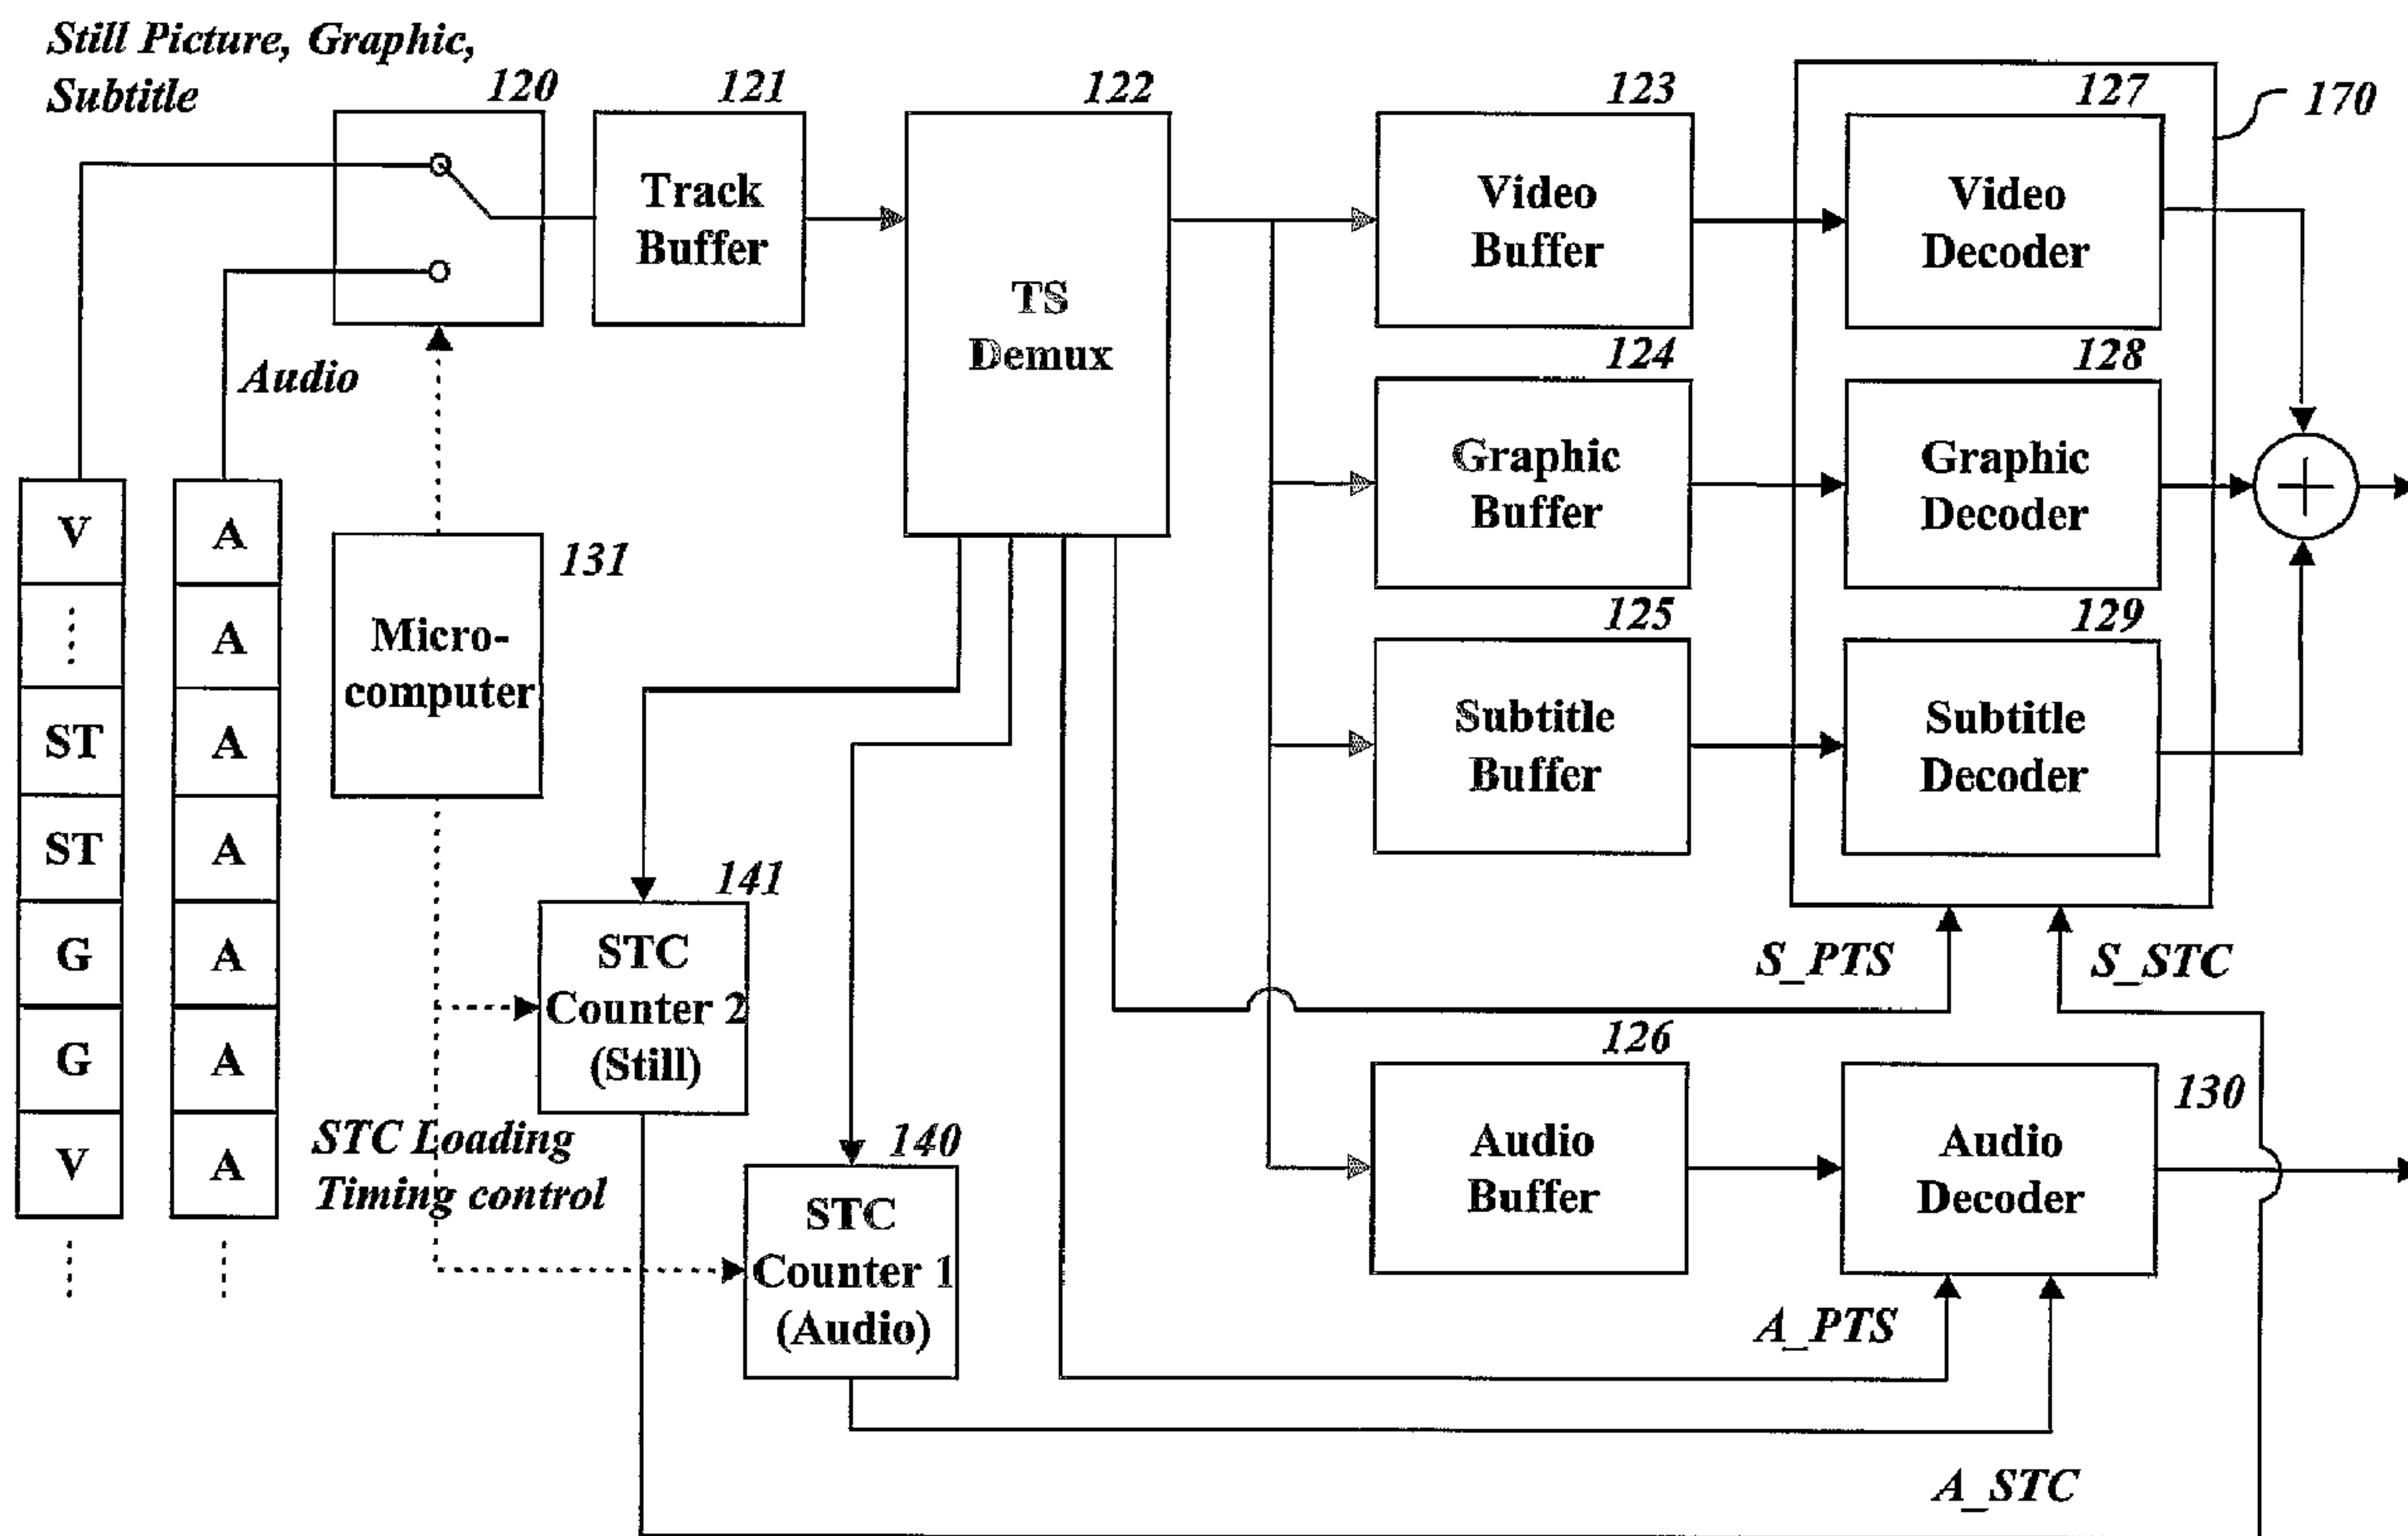 Still Picture, Graphic,
Subtitle
120
121
122
123
127
170
Track
Buffer
TS
Demux
Video
Buffer
Video
Decoder
Audio
124
128
Graphic
Buffer
Graphic
Decoder
V
A
131
Micro-
computer
A
125
129
ST
A
Subtitle
Buffer
Subtitle
Decoder
ST
A
141
G
A
STC
Counter 2
(Still)
S_PTS
S_STC
G
A
126
130
V
A
STC Loading
Timing control
140
STC
Counter 1
(Audio)
Audio
Buffer
Audio
Decoder
A_PTS
A_STC